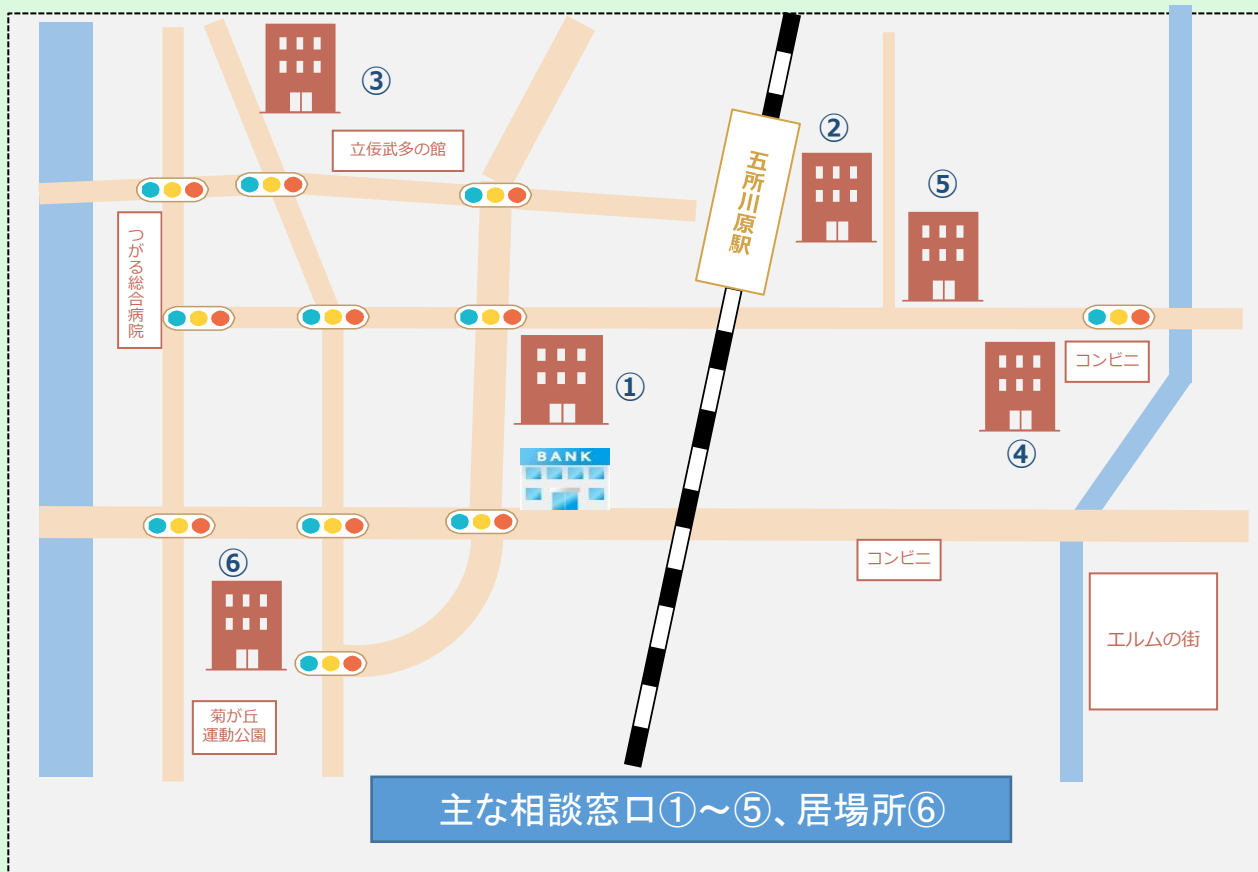 ③
②
立佞武多の館
五所川原駅
⑤
つがる総合病院
コンビニ
①
④
BANK
コンビニ
⑥
エルムの街
菊が丘
運動公園
主な相談窓口①～⑤、居場所⑥